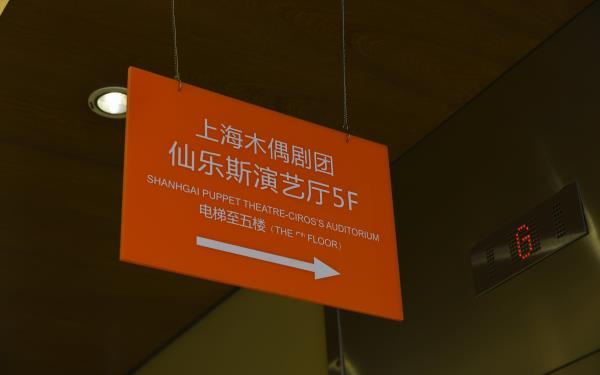 上海木偶剧团
仙乐斯演艺厅5F
SHANHGAI PUPPET THEATRE-CIROS'S AUDITORIUM
电梯至五楼（THE FLOOR）
G